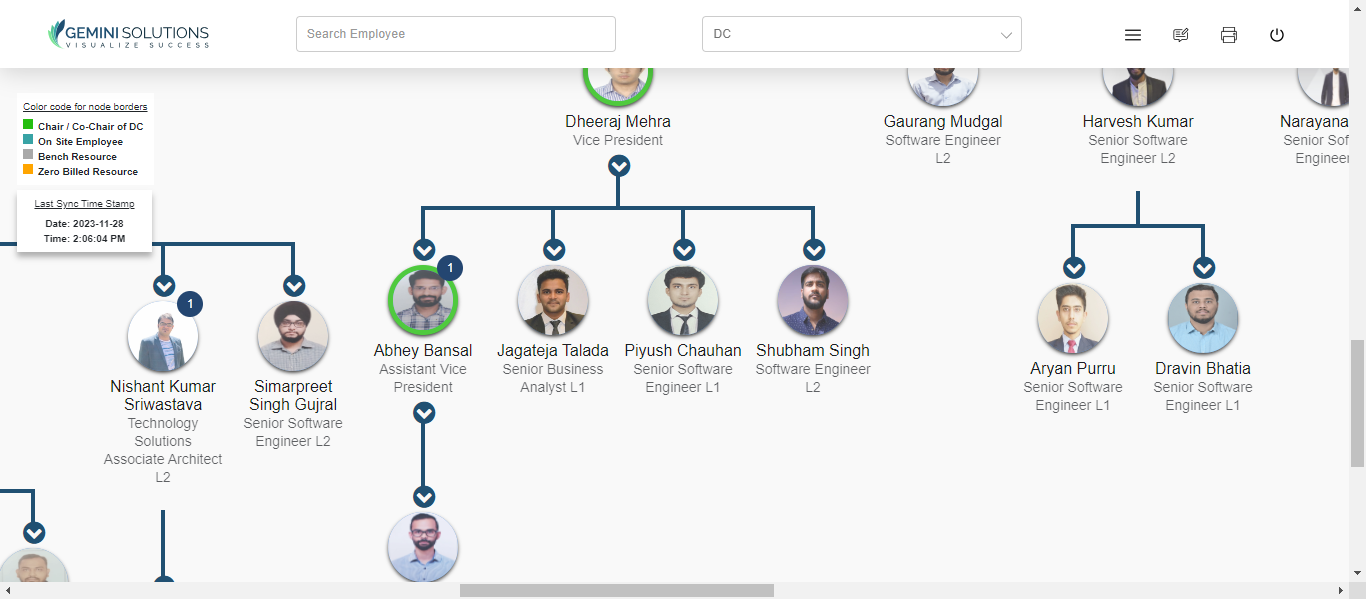 GEMINI SOLUTIONS
VISUALIZE SUCCESS
Search Employee
DC
Color code for node borders
Chair / Co-Chair of DC
On Site Employee
Bench Resource
Zero Billed Resource
Last Sync Time Stamp
Date: 2023-11-28
Time: 2:06:04 PM
Dheeraj Mehra
Vice President
Gaurang Mudgal
Software Engineer
L2
Harvesh Kumar
Senior Software
Engineer L2
Narayana
Senior Sof
Enginee
1
Nishant Kumar
Sriwastava
Technology
Solutions
Associate Architect
L2
Simarpreet
Singh Gujral
Senior Software
Engineer L2
1
Abhey Bansal
Assistant Vice
President
Jagateja Talada
Senior Business
Analyst L1
Piyush Chauhan
Senior Software
Engineer L1
Shubham Singh
Software Engineer
L2
Aryan Purru
Senior Software
Engineer L1
Dravin Bhatia
Senior Software
Engineer L1